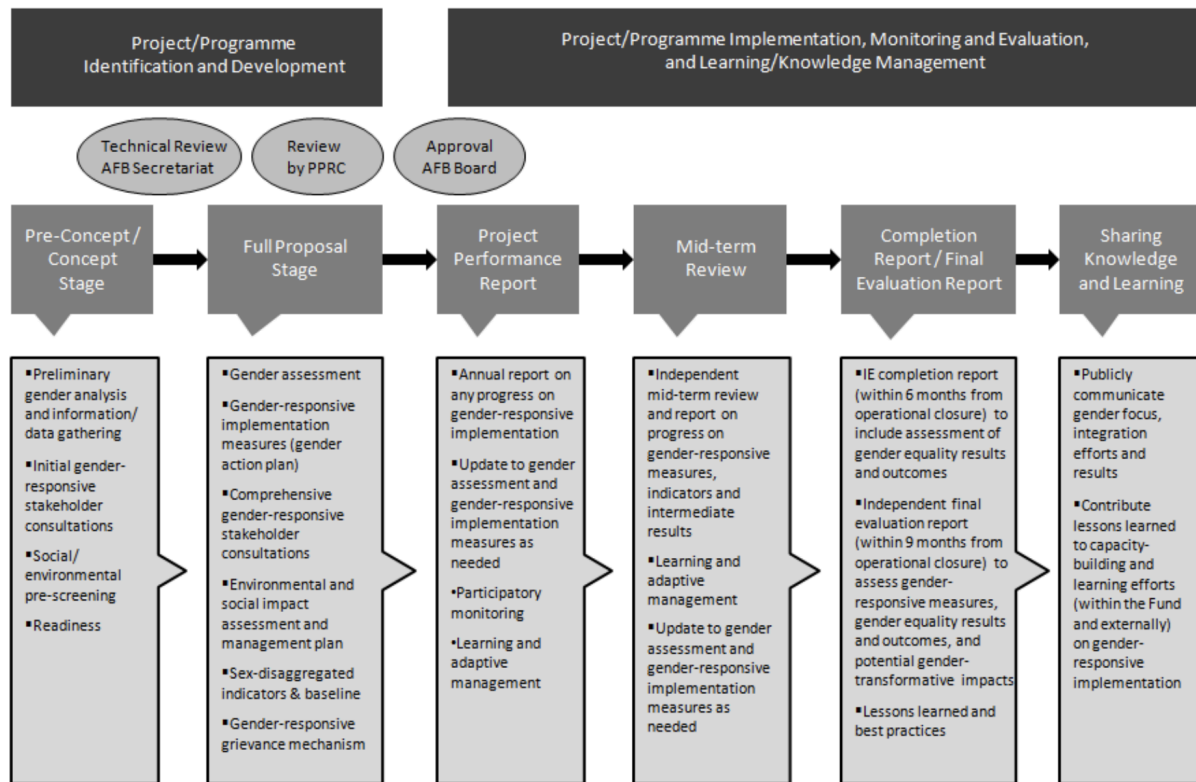 Project/Programme
Identification and Development
Project/Programme Implementation, Monitoring and Evaluation,
and Learning/Knowledge Management
Technical Review
AFB Secretariat
Review
by PPRC
Approval
AFB Board
Pre-Concept /
Concept
Stage
Full Proposal
Stage
Project
Performance
Report
Mid-term
Review
Completion
Report / Final
Evaluation Report
Sharing
Knowledge
and Learning
▪Preliminary
gender analysis
and information/
data gathering
▪Initial gender-
responsive
stakeholder
consultations
▪Social/
environmental
pre-screening
▪Readiness
▪Gender assessment
▪Gender-responsive
implementation
measures (gender
action plan)
▪Comprehensive
gender-responsive
stakeholder
consultations
▪Environmental and
social impact
assessment and
management plan
▪Sex-disaggregated
indicators & baseline
▪Gender-responsive
grievance mechanism
▪Annual report on
any progress on
gender-responsive
implementation
▪Update to gender
assessment and
gender-responsive
implementation
measures as
needed
•Participatory
monitoring
•Learning and
adaptive
management
▪Independent
mid-term review
and report on
progress on
gender-responsive
measures,
indicators and
intermediate
results
▪Learning and
adaptive
management
▪Update to gender
assessment and
gender-responsive
implementation
measures as
needed
▪IE completion report
(within 6 months from
operational closure) to
include assessment of
gender equality results
and outcomes
▪Independent final
evaluation report
(within 9 months from
operational closure) to
assess gender-
responsive measures,
gender equality results
and outcomes, and
potential gender-
transformative impacts
▪Lessons learned and
best practices
▪Publicly
communicate
gender focus,
integration
efforts and
results
▪Contribute
lessons learned
to capacity-
building and
learning efforts
(within the Fund
and externally)
on gender-
responsive
implementation